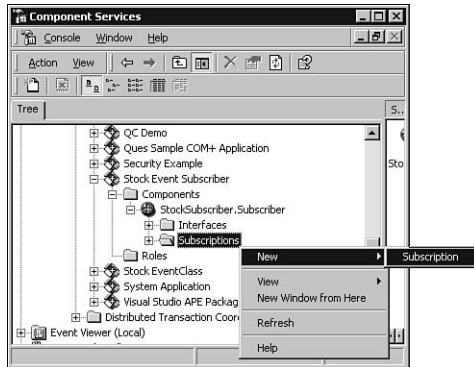 Component Services
Console Window Help
Action View
Tree
S..
QC Demo
Ques Sample COM+ Application
Security Example
Sto
Stock Event Subscriber
Components
StockSubscriber.Subscriber
Interfaces
Subscriptions
Roles
New
Subscription
Stock EventClass
View
System Application
New Window from Here
Visual Studio APE Packag
Distributed Transaction Coor
Refresh
Event Viewer (Local)
Help